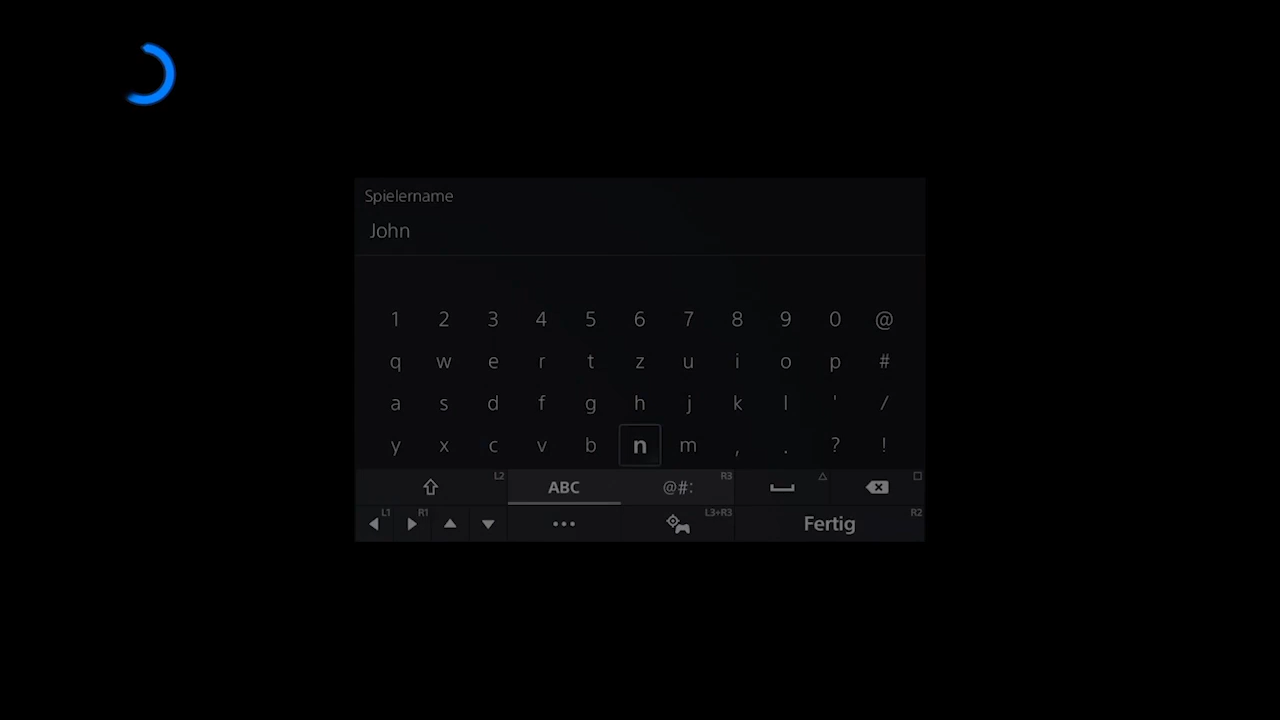 Spielername
John
1 2 3 4 5 6 7 8 9 0 @
q w e r t z u i o p #
a s d f g h j k l ' /
y x c v b n m , . ? !
L2 ABC @#: R3
L1 R1 ... L3+R3 Fertig R2